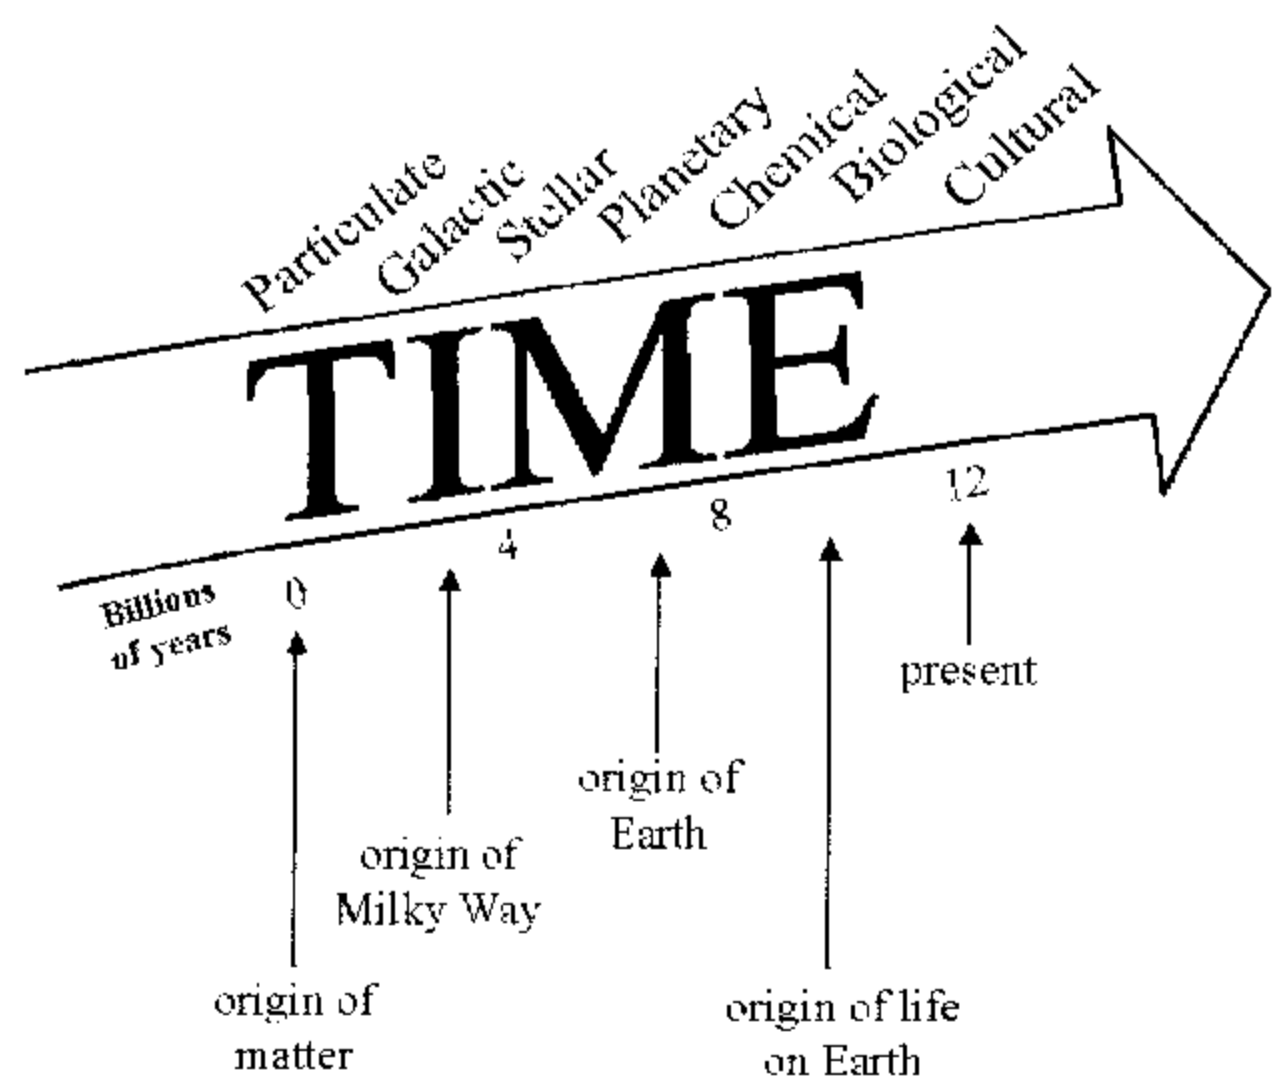 Particulate
Galactic
Stellar
Planetary
Chemical
Biological
Cultural
TIME
Billions
of years
0
4
8
12
present
origin of
Earth
origin of
Milky Way
origin of
matter
origin of life
on Earth